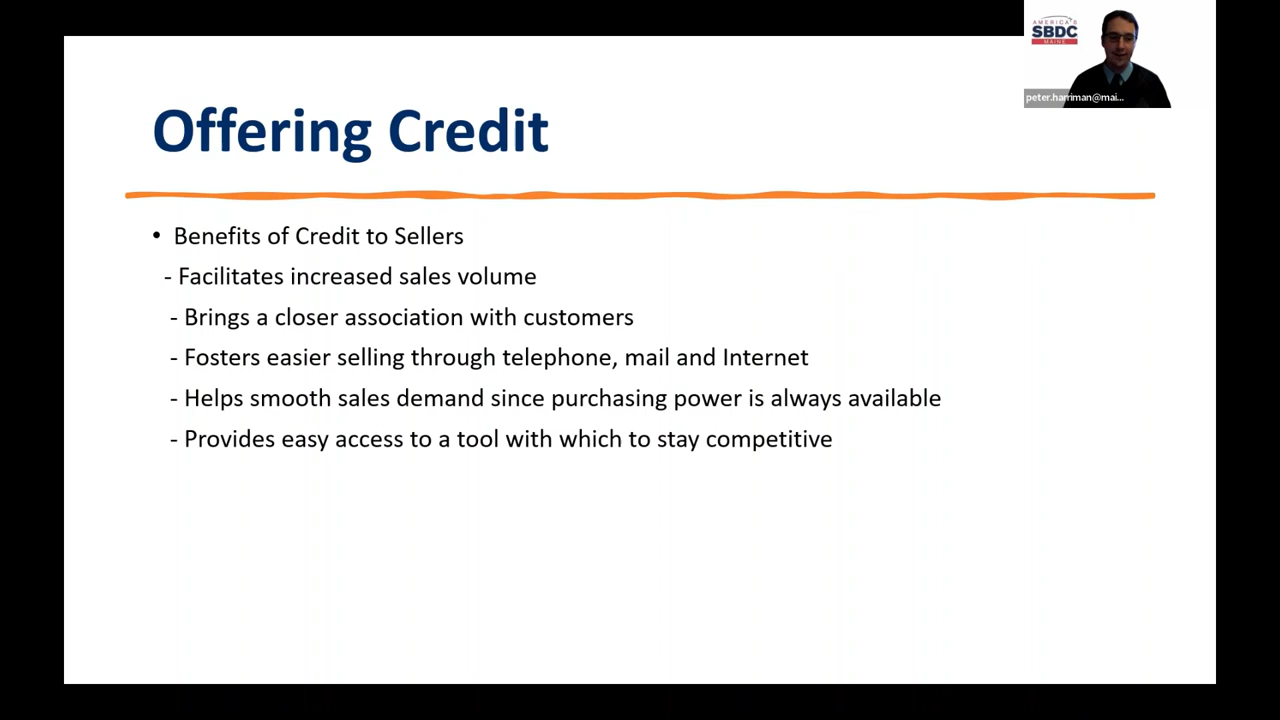 AMERICA'S
SBDC
MAINE
peter.harriman@mai...
Offering Credit
• Benefits of Credit to Sellers
- Facilitates increased sales volume
- Brings a closer association with customers
- Fosters easier selling through telephone, mail and Internet
- Helps smooth sales demand since purchasing power is always available
- Provides easy access to a tool with which to stay competitive